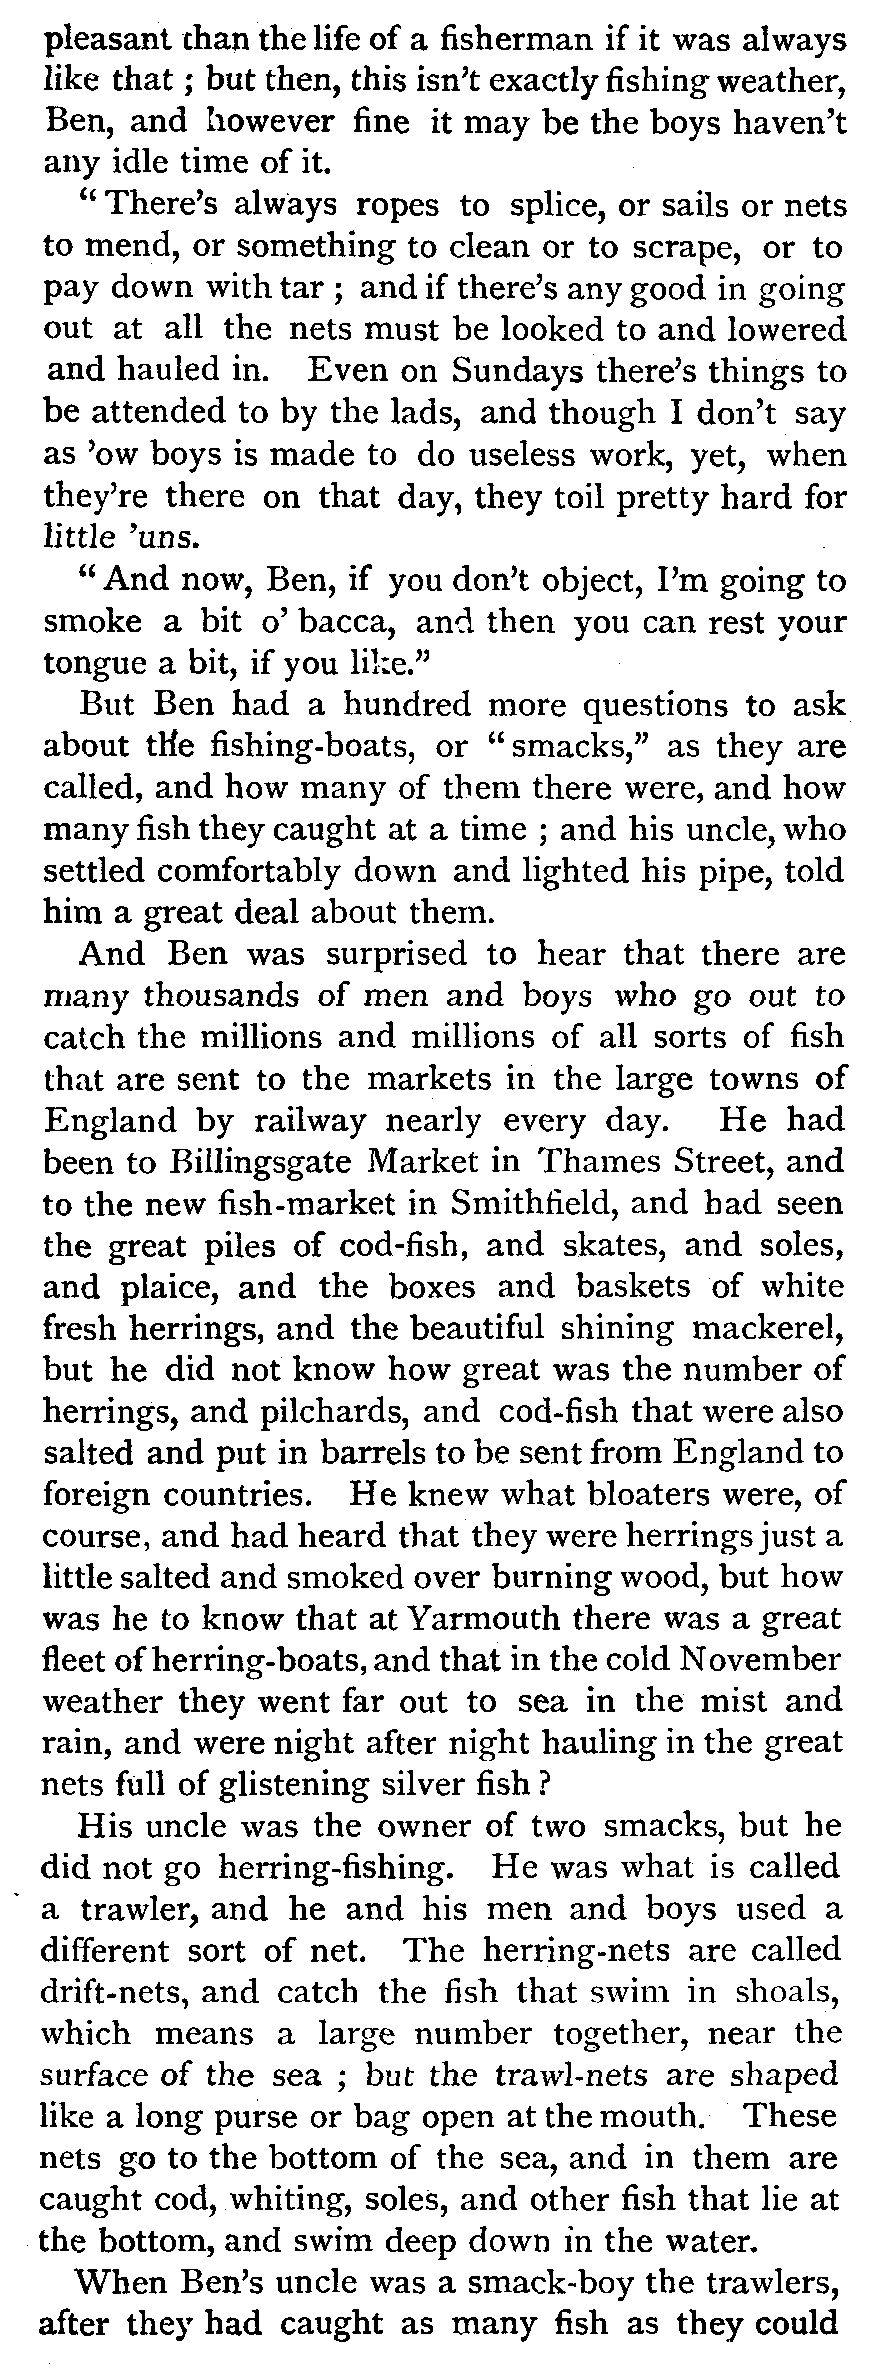 pleasant than the life of a fisherman if it was always
like that ; but then, this isn't exactly fishing weather,
Ben, and however fine it may be the boys haven't
any idle time of it.
“ There's always ropes to splice, or sails or nets
to mend, or something to clean or to scrape, or to
pay down with tar ; and if there's any good in going
out at all the nets must be looked to and lowered
and hauled in. Even on Sundays there's things to
be attended to by the lads, and though I don't say
as 'ow boys is made to do useless work, yet, when
they're there on that day, they toil pretty hard for
little 'uns.
“ And now, Ben, if you don't object, I'm going to
smoke a bit o' bacca, and then you can rest your
tongue a bit, if you like.”
But Ben had a hundred more questions to ask
about the fishing-boats, or “ smacks,” as they are
called, and how many of them there were, and how
many fish they caught at a time ; and his uncle, who
settled comfortably down and lighted his pipe, told
him a great deal about them.
And Ben was surprised to hear that there are
many thousands of men and boys who go out to
catch the millions and millions of all sorts of fish
that are sent to the markets in the large towns of
England by railway nearly every day. He had
been to Billingsgate Market in Thames Street, and
to the new fish-market in Smithfield, and had seen
the great piles of cod-fish, and skates, and soles,
and plaice, and the boxes and baskets of white
fresh herrings, and the beautiful shining mackerel,
but he did not know how great was the number of
herrings, and pilchards, and cod-fish that were also
salted and put in barrels to be sent from England to
foreign countries. He knew what bloaters were, of
course, and had heard that they were herrings just a
little salted and smoked over burning wood, but how
was he to know that at Yarmouth there was a great
fleet of herring-boats, and that in the cold November
weather they went far out to sea in the mist and
rain, and were night after night hauling in the great
nets full of glistening silver fish ?
His uncle was the owner of two smacks, but he
did not go herring-fishing. He was what is called
a trawler, and he and his men and boys used a
different sort of net. The herring-nets are called
drift-nets, and catch the fish that swim in shoals,
which means a large number together, near the
surface of the sea ; but the trawl-nets are shaped
like a long purse or bag open at the mouth. These
nets go to the bottom of the sea, and in them are
caught cod, whiting, soles, and other fish that lie at
the bottom, and swim deep down in the water.
When Ben's uncle was a smack-boy the trawlers,
after they had caught as many fish as they could